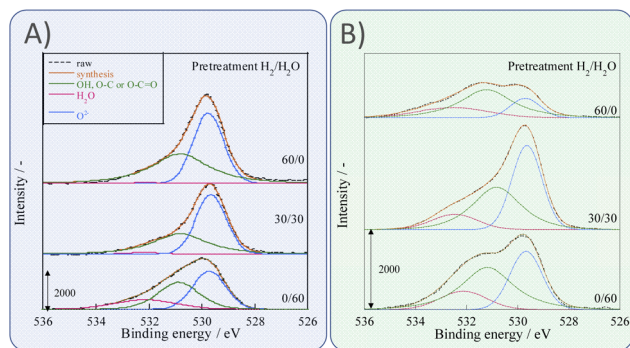 A)
Pretreatment H₂/H₂O
raw
synthesis
OH, O-C or O-C=O
H₂O
O²⁻
60/0
30/30
2000
0/60
Intensity / -
536 534 532 530 528 526
Binding energy / eV
B)
Pretreatment H₂/H₂O
60/0
30/30
2000
0/60
Intensity / -
536 534 532 530 528 526
Binding energy / eV